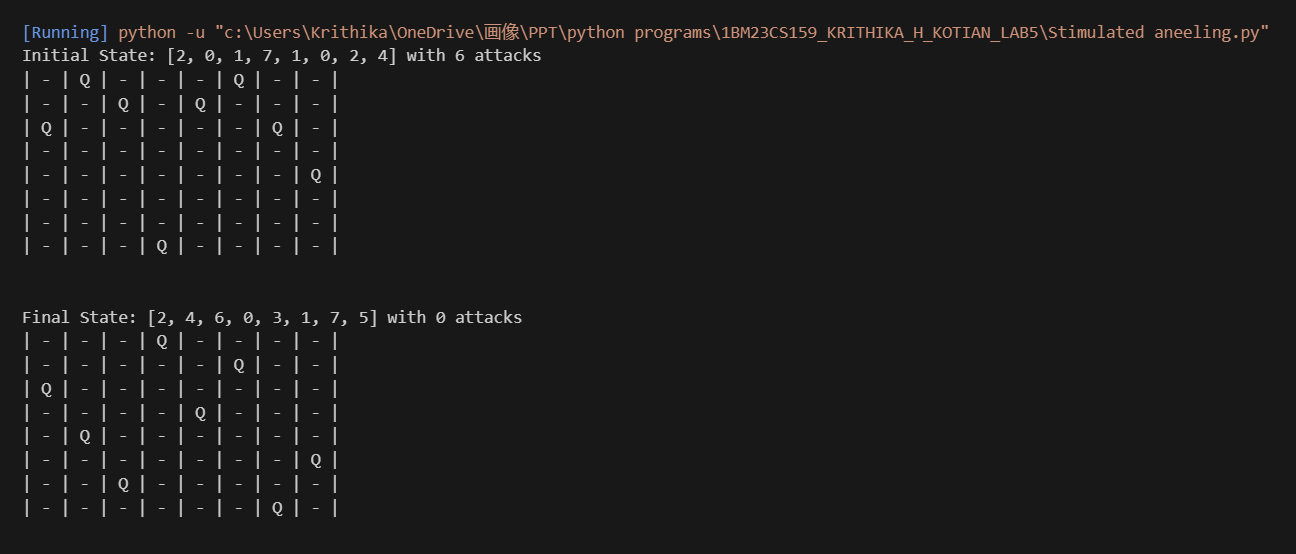 [Running] python -u "c:\Users\Krithika\OneDrive\画像\PPT\python programs\1BM23CS159_KRITHIKA_H_KOTIAN_LAB5\Stimulated aneeling.py"
Initial State: [2, 0, 1, 7, 1, 0, 2, 4] with 6 attacks
| - | Q | - | - | - | Q | - | - |
| - | - | Q | - | Q | - | - | - |
| Q | - | - | - | - | - | Q | - |
| - | - | - | - | - | - | - | - |
| - | - | - | - | - | - | - | Q |
| - | - | - | - | - | - | - | - |
| - | - | - | - | - | - | - | - |
| - | - | - | Q | - | - | - | - |
Final State: [2, 4, 6, 0, 3, 1, 7, 5] with 0 attacks
| - | - | - | Q | - | - | - | - |
| - | - | - | - | - | Q | - | - |
| Q | - | - | - | - | - | - | - |
| - | - | - | - | Q | - | - | - |
| - | Q | - | - | - | - | - | - |
| - | - | - | - | - | - | - | Q |
| - | - | Q | - | - | - | - | - |
| - | - | - | - | - | - | Q | - |